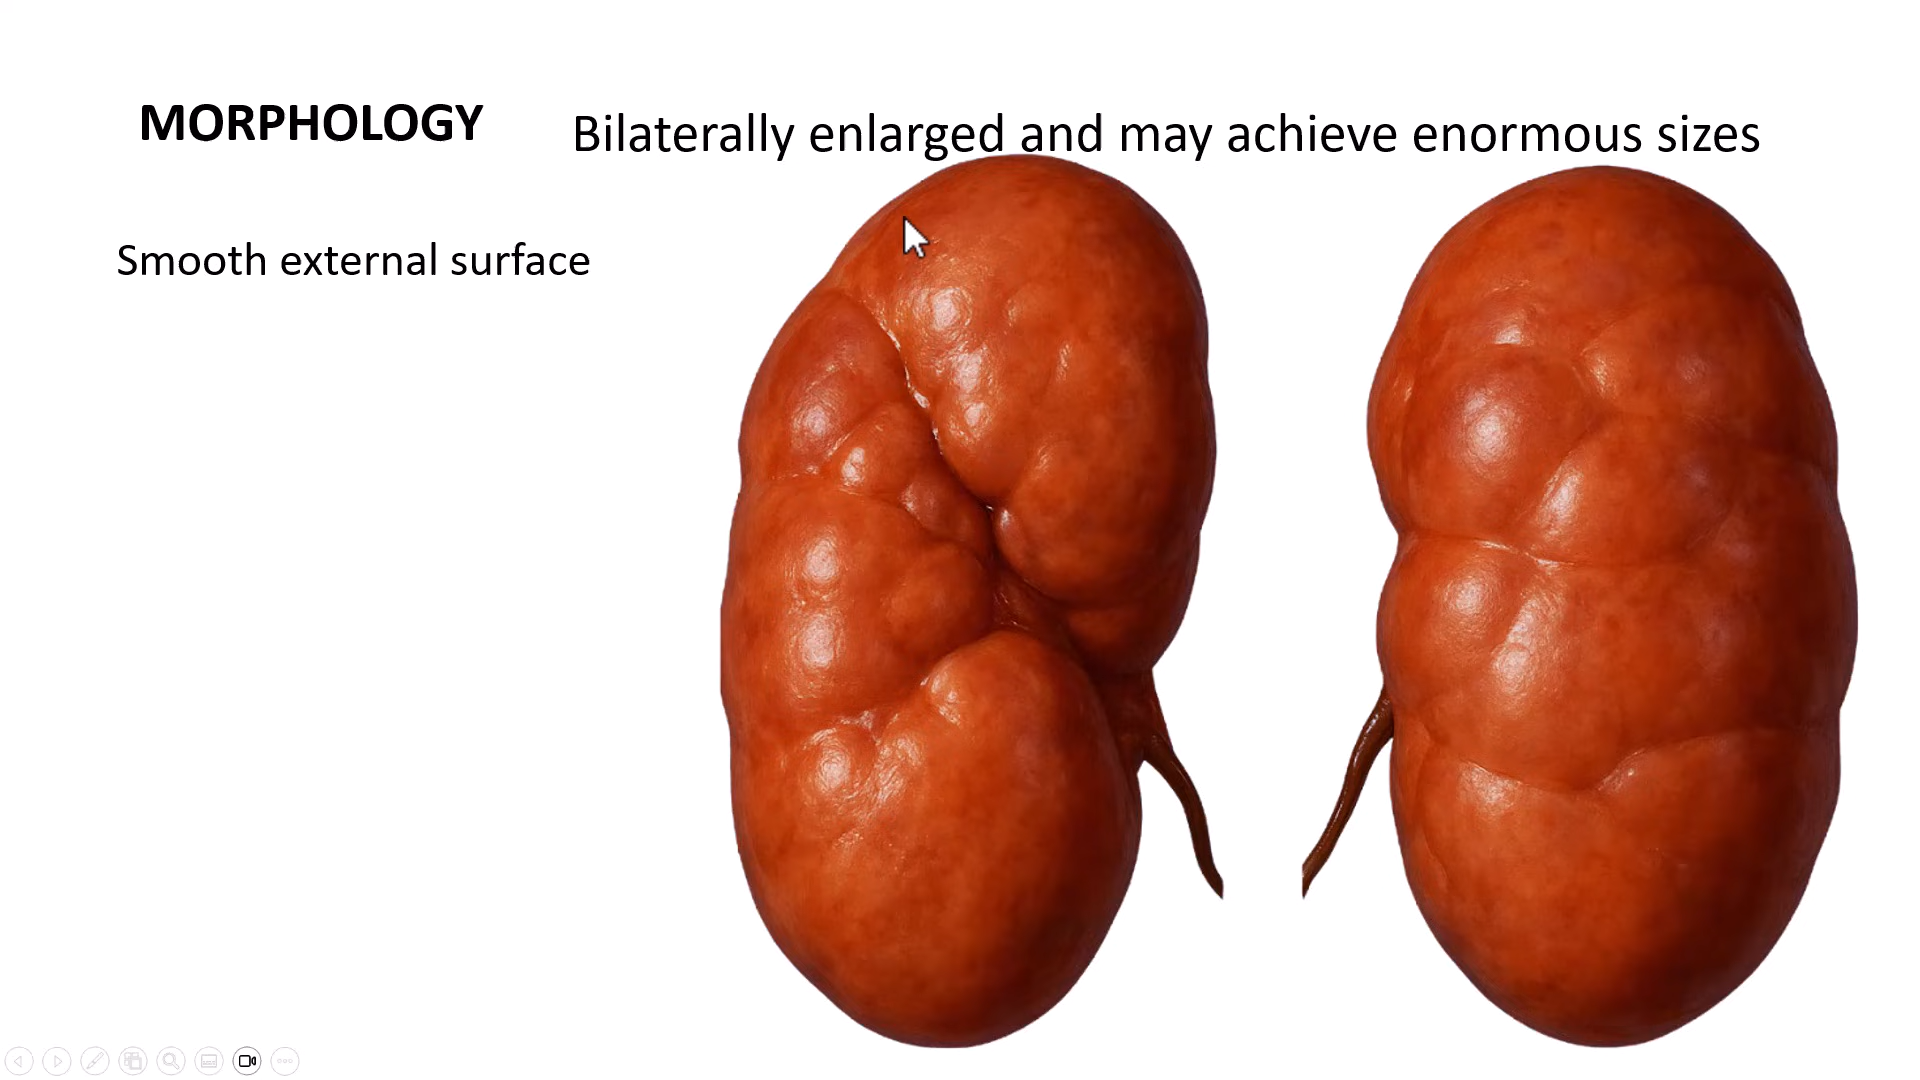 MORPHOLOGY
Bilaterally enlarged and may achieve enormous sizes
Smooth external surface